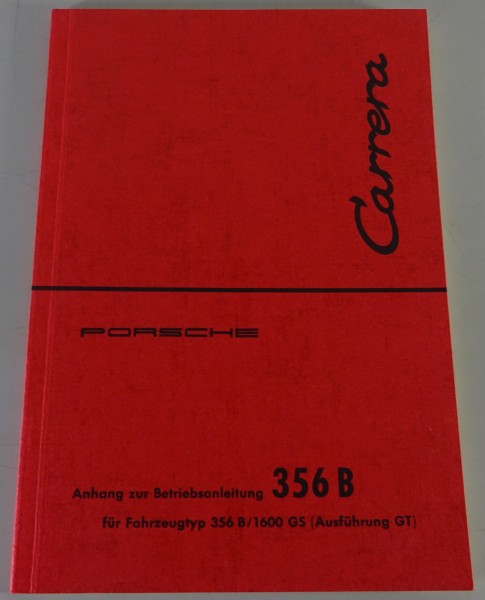 Carrera
PORSCHE
Anhang zur Betriebsanleitung 356 B
für Fahrzeugtyp 356 B/1600 GS (Ausführung GT)